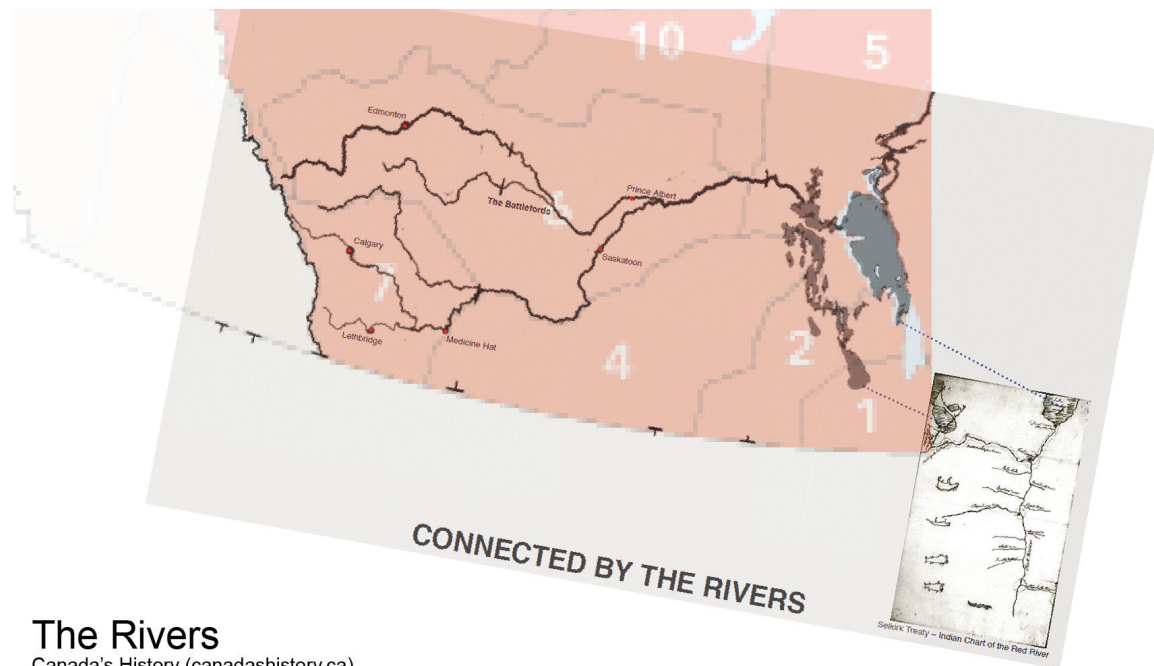 10
5
Edmonton
Prince Albert
The Battlefords
6
Calgary
Saskatoon
7
Lethbridge
Medicine Hat
4
2
1
CONNECTED BY THE RIVERS
Selkirk Treaty – Indian Chart of the Red River
The Rivers
Canada's History (canadashistory.ca)